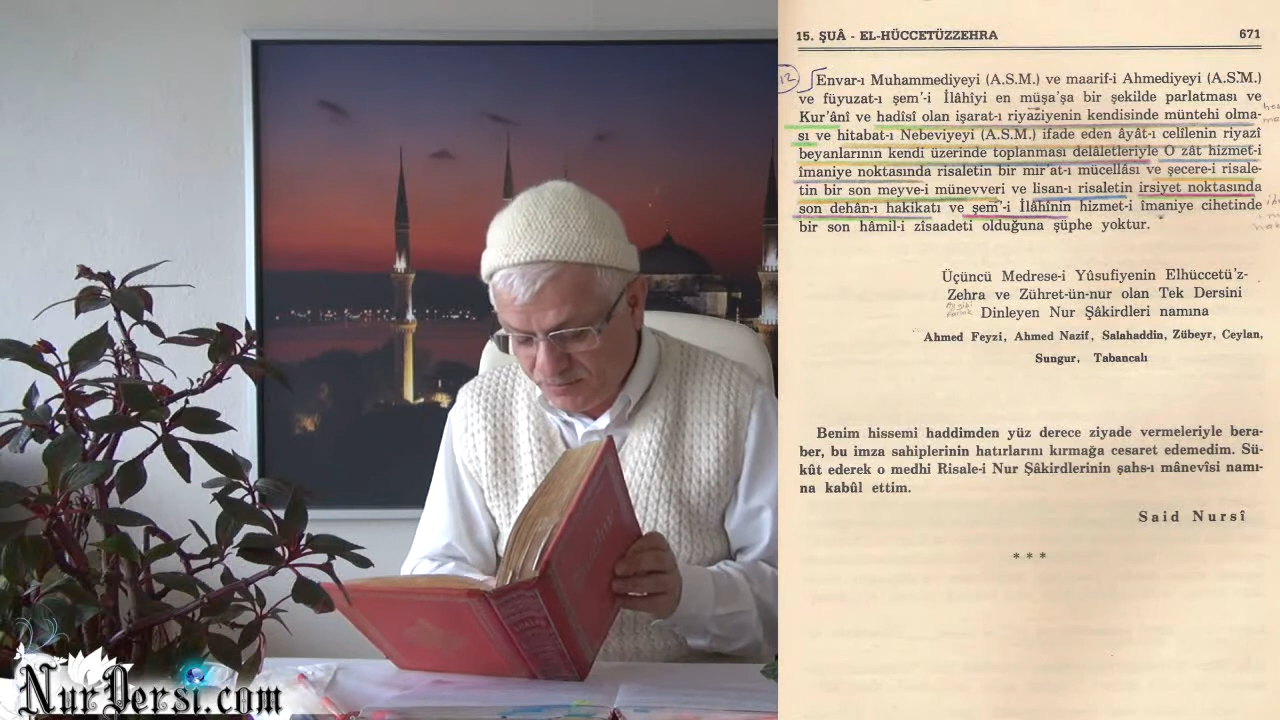 15. ŞUÂ - EL-HÜCCETÜZZEHRA 671
12
Envar-ı Muhammediyeyi (A.S.M.) ve maarif-i Ahmediyeyi (A.S.M.)
ve füyuzat-ı şem'-i İlâhîyi en müşa'şa bir şekilde parlatması ve
Kur'ânî ve hadîsî olan işarat-ı riyaziyenin kendisinde müntehi olma-
sı ve hitabat-ı Nebeviyeyi (A.S.M.) ifade eden âyât-ı celîlenin riyazî
beyanlarının kendi üzerinde toplanması delâletleriyle O zât hizmet-i
îmaniye noktasında risaletin bir mir'at-ı mücellâsı ve şecere-i risale-
tin bir son meyve-i münevveri ve lisan-ı risaletin irsiyet noktasında
son dehân-ı hakikatı ve şem'-i İlâhînin hizmet-i îmaniye cihetinde
bir son hâmil-i zîsaadeti olduğuna şüphe yoktur.
Üçüncü Medrese-i Yûsufiyenin Elhüccetü'z-
Zehra ve Zühret-ün-nur olan Tek Dersini
Dinleyen Nur Şâkirdleri namına
Ahmed Feyzi, Ahmed Nazif, Salahaddin, Zübeyr, Ceylan,
Sungur, Tabancalı
Benim hissemi haddimden yüz derece ziyade vermeleriyle bera-
ber, bu imza sahiplerinin hatırlarını kırmağa cesaret edemedim. Sü-
kût ederek o medhi Risale-i Nur Şâkirdlerinin şahs-ı mânevîsi namı-
na kabûl ettim.
Said Nursî
* * *
NurDersi.com